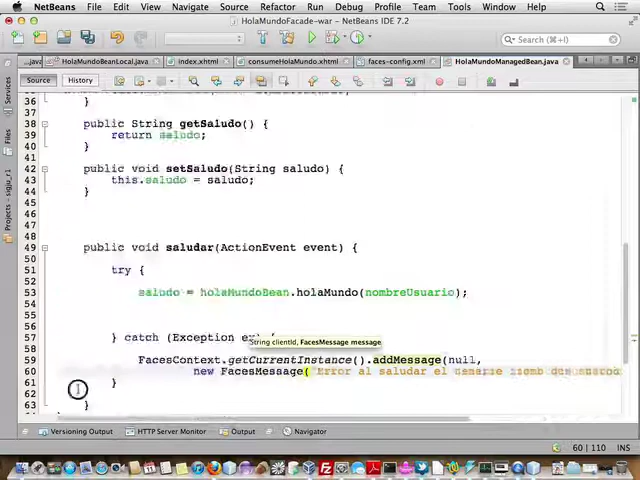 NetBeans File Edit View Navigate Source Refactor Run Debug Profile Team Tools Window Help
HolaMundoFacade-war - NetBeans IDE 7.2
Search (⌘+I)
...java HolaMundoBeanLocal.java index.xhtml consumeHolaMundo.xhtml faces-config.xml HolaMundoManagedBean.java
Source History
Services
Files
Projects - sigju_r1
36 }
37
38 public String getSaludo() {
39 return saludo;
40 }
41
42 public void setSaludo(String saludo) {
43 this.saludo = saludo;
44 }
45
46
47
49 public void saludar(ActionEvent event) {
50
51 try {
52
53 saludo = holaMundoBean.holaMundo(nombreUsuario);
54
55
String clientId, FacesMessage message
} catch (Exception ex) {
59 FacesContext.getCurrentInstance().addMessage(null,
60 new FacesMessage("Error al saludar el
61 }
62
63 }
Versioning Output HTTP Server Monitor Output Navigator
60 | 110 INS